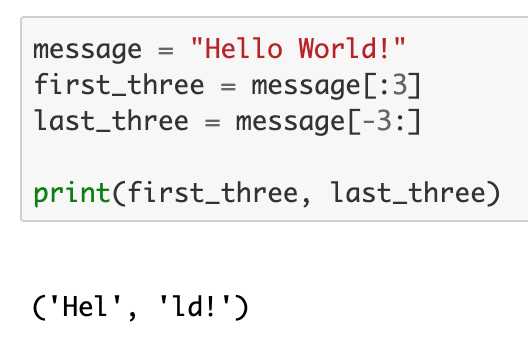 message = "Hello World!"
first_three = message[:3]
last_three = message[-3:]
print(first_three, last_three)
('Hel', 'ld!')